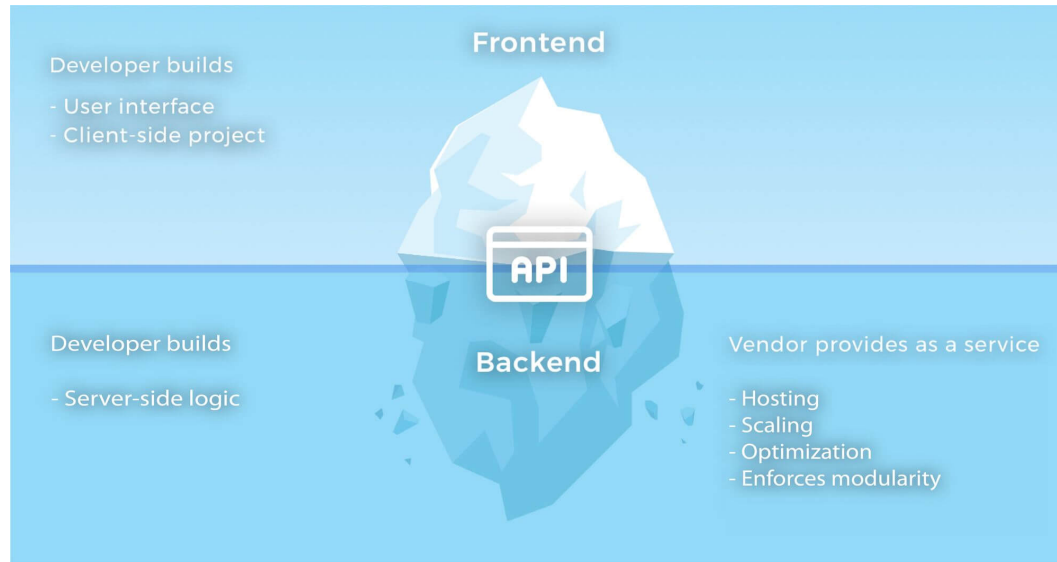 Frontend
Developer builds
- User interface
- Client-side project
API
Developer builds
- Server-side logic
Backend
Vendor provides as a service
- Hosting
- Scaling
- Optimization
- Enforces modularity